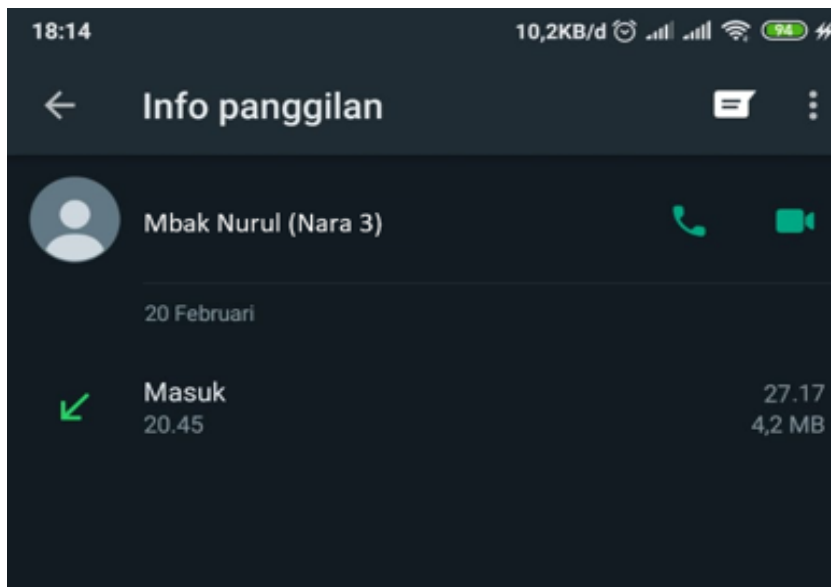 18:14 10,2KB/d 94
Info panggilan
Mbak Nurul (Nara 3)
20 Februari
Masuk 27.17
20.45 4,2 MB